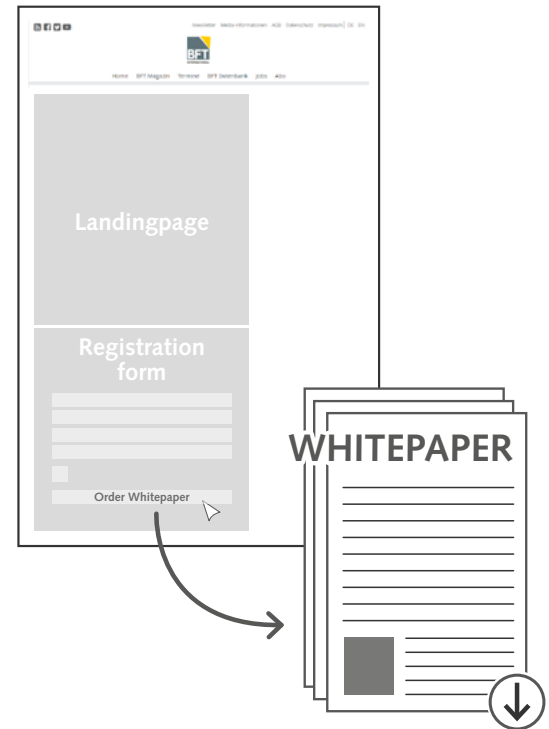 Newsletter Media-Informationen AGB Datenschutz Impressum DE EN
BFT
INTERNATIONAL
Home BFT Magazin Termine BFT Datenbank Jobs Abo
Landingpage
Registration
form
Order Whitepaper
WHITEPAPER